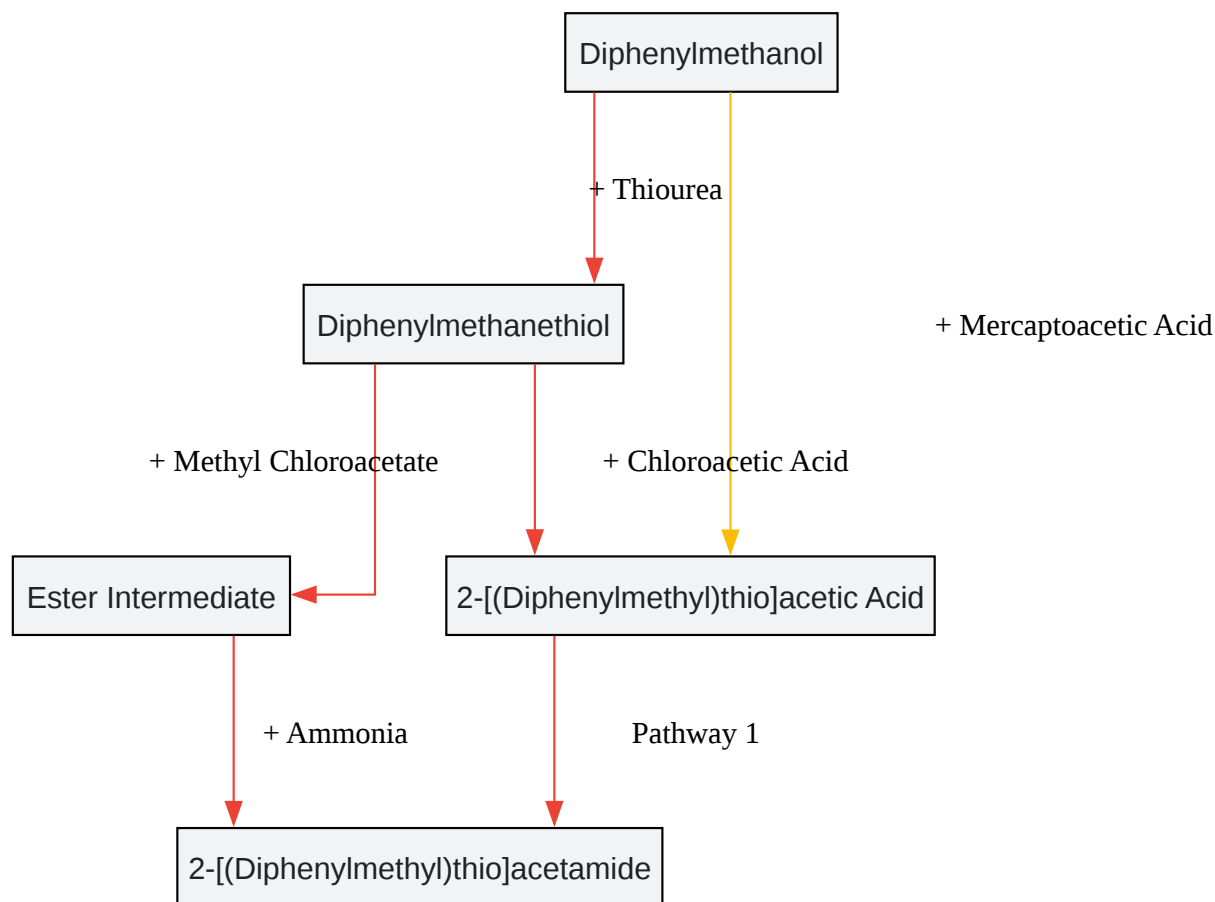 Diphenylmethanol
+ Thiourea
Diphenylmethanethiol
+ Mercaptoacetic Acid
+ Methyl Chloroacetate
+ Chloroacetic Acid
Ester Intermediate
2-[(Diphenylmethyl)thio]acetic Acid
+ Ammonia
Pathway 1
2-[(Diphenylmethyl)thio]acetamide